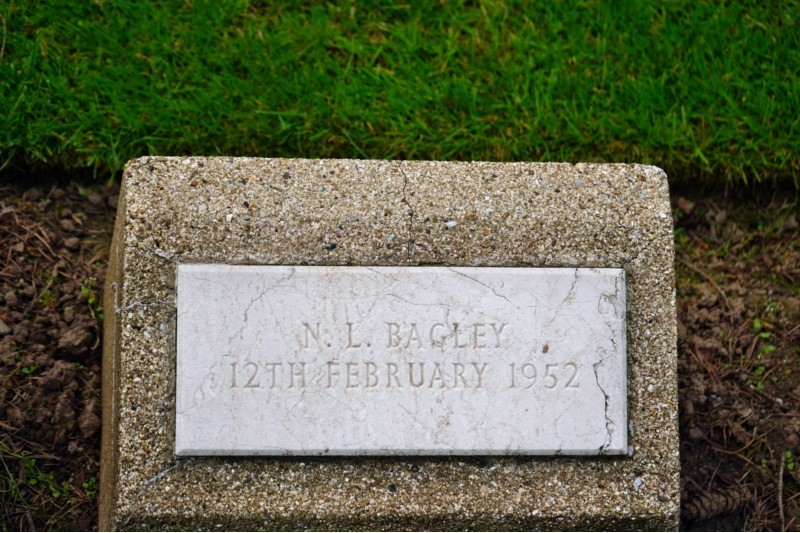 N. L. BAGLEY
12TH FEBRUARY 1952